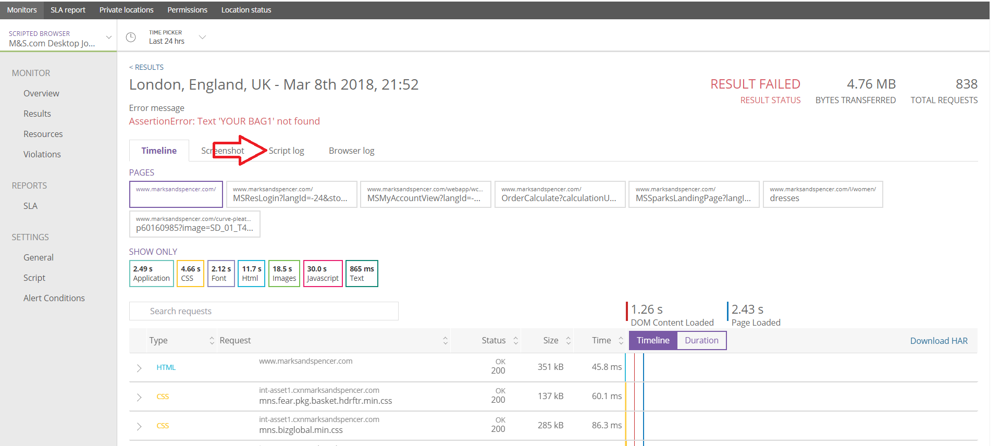 Monitors SLA report Private locations Permissions Location status
SCRIPTED BROWSER
M&S.com Desktop Jo...
TIME PICKER
Last 24 hrs
MONITOR
Overview
Results
Resources
Violations
REPORTS
SLA
SETTINGS
General
Script
Alert Conditions
< RESULTS
London, England, UK - Mar 8th 2018, 21:52
RESULT FAILED 4.76 MB 838
RESULT STATUS BYTES TRANSFERRED TOTAL REQUESTS
Error message
AssertionError: Text 'YOUR BAG1' not found
Timeline Screenshot Script log Browser log
PAGES
www.marksandspencer.com/
www.marksandspencer.com/
MSResLogin?langId=-24&sto...
www.marksandspencer.com/webapp/wc...
MSMyAccountView?langId=-...
www.marksandspencer.com/
OrderCalculate?calculationU...
www.marksandspencer.com/
MSSparksLandingPage?langI...
www.marksandspencer.com/l/women/
dresses
www.marksandspencer.com/curve-pleat...
p60160985?image=SD_01_T4...
SHOW ONLY
2.49 s
Application
4.66 s
CSS
2.12 s
Font
11.7 s
Html
18.5 s
Images
30.0 s
Javascript
865 ms
Text
Search requests
1.26 s
DOM Content Loaded
2.43 s
Page Loaded
Type Request Status Size Time Timeline Duration Download HAR
HTML www.marksandspencer.com OK 200 351 kB 45.8 ms
CSS int-asset1.cxnmarksandspencer.com OK
mns.fear.pkg.basket.hdrftr.min.css 200 137 kB 60.1 ms
CSS int-asset1.cxnmarksandspencer.com OK
mns.bizglobal.min.css 200 285 kB 86.3 ms